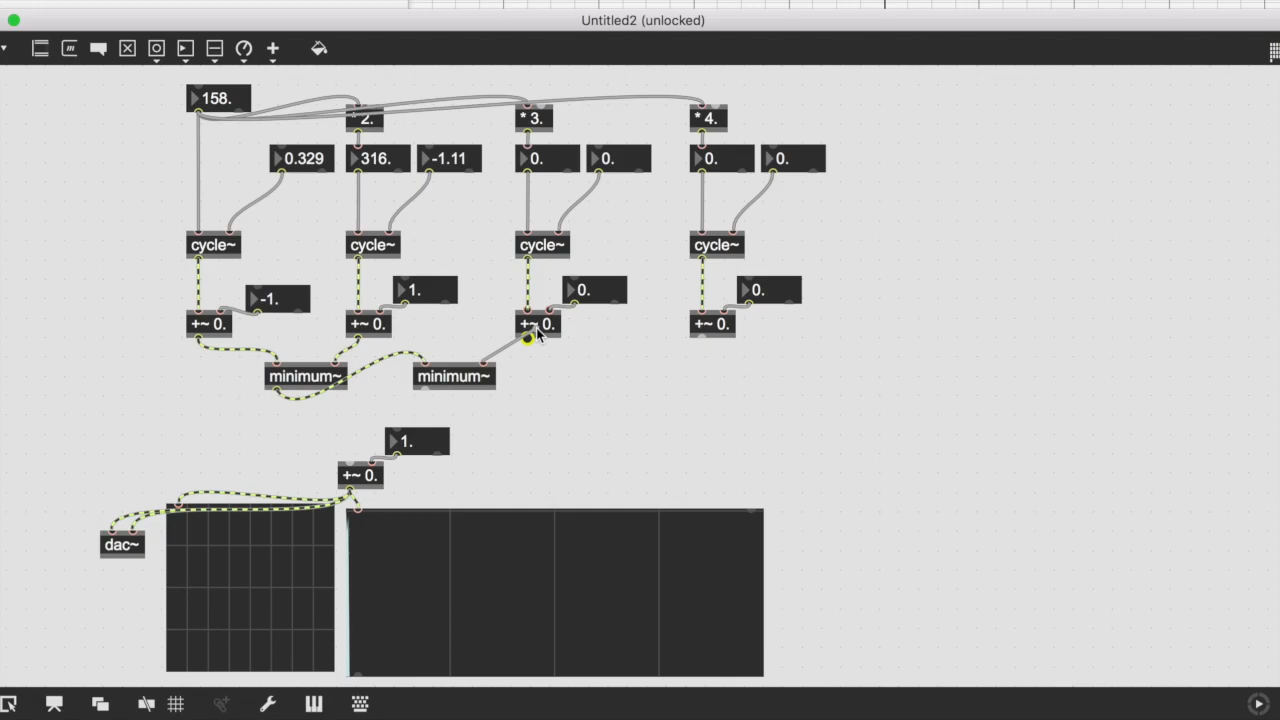 Untitled2 (unlocked)
158.
* 2.
* 3.
* 4.
0.329
316.
-1.11
0.
0.
0.
0.
cycle~
cycle~
cycle~
cycle~
-1.
1.
0.
0.
+~ 0.
+~ 0.
+~ 0.
+~ 0.
minimum~
minimum~
1.
+~ 0.
dac~